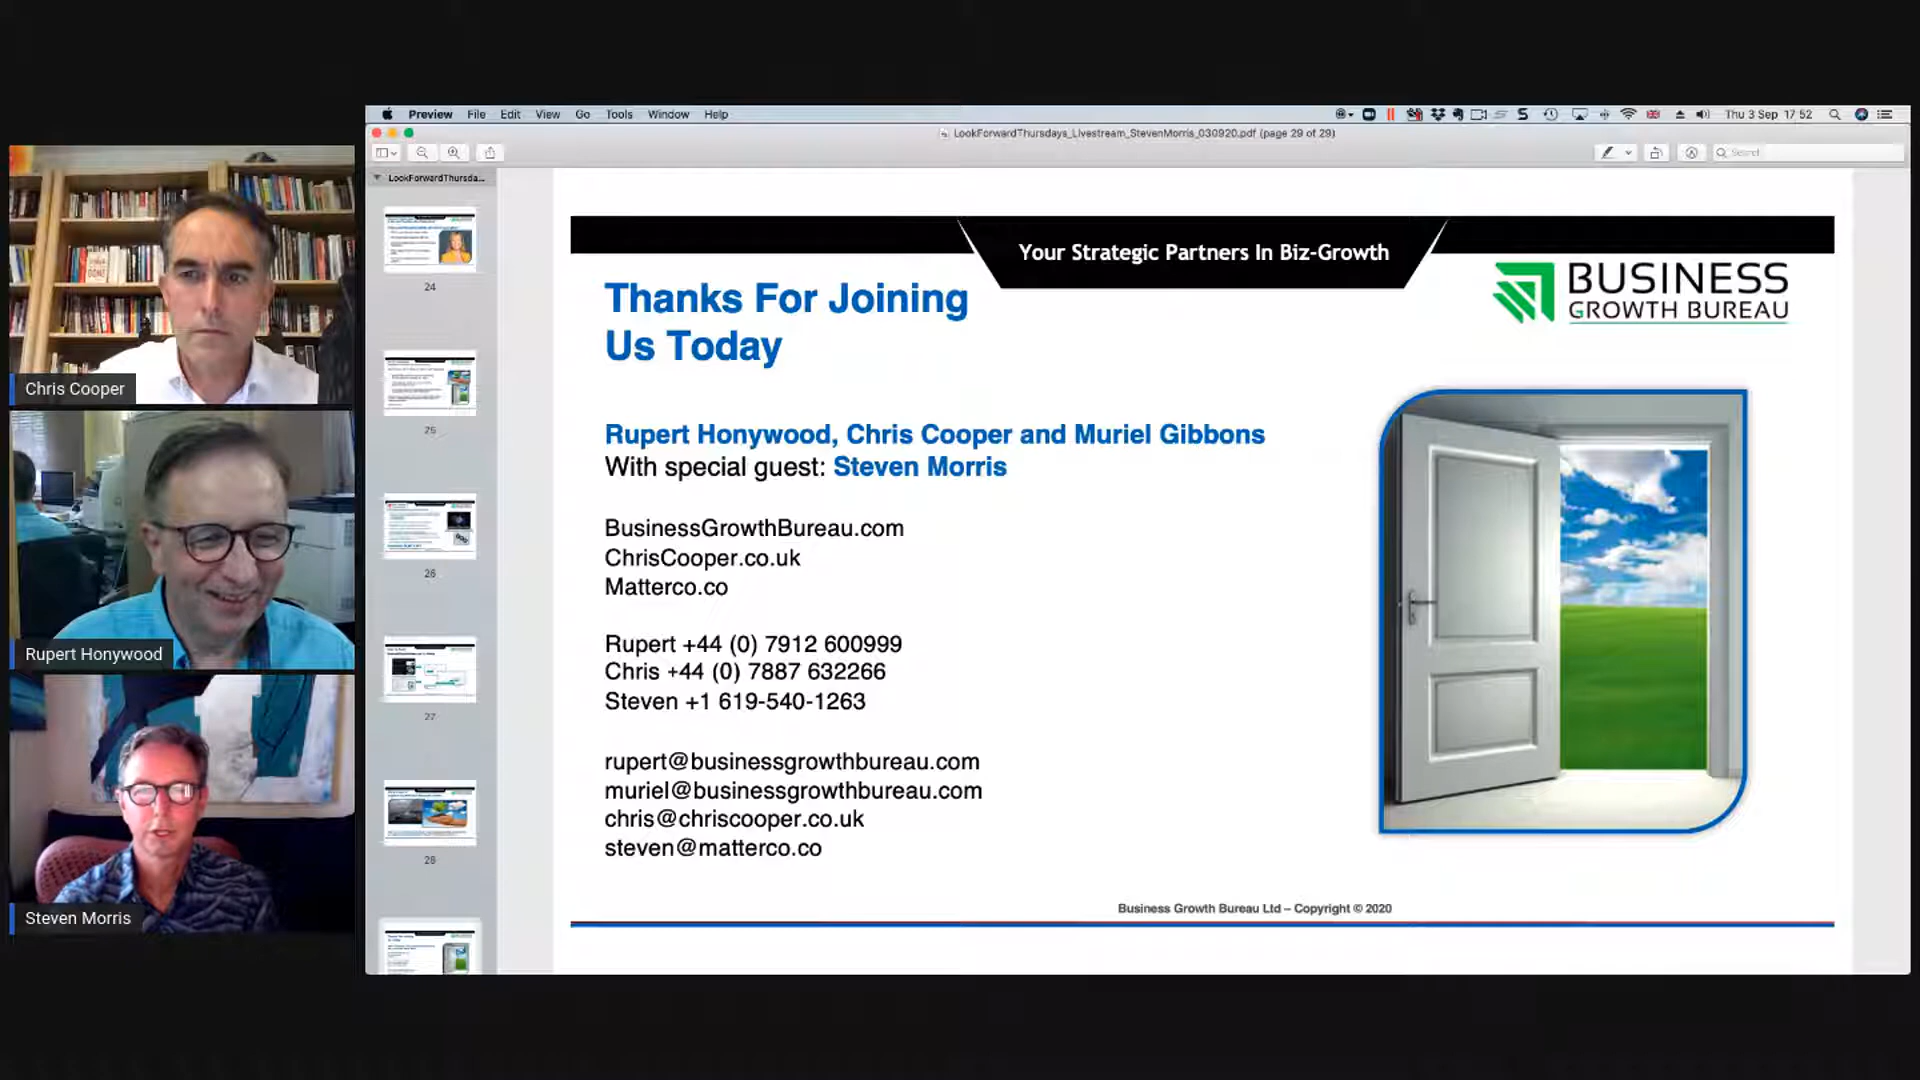 Preview File Edit View Go Tools Window Help
Thu 3 Sep 17 52
LookForwardThursdays_Livestream_StevenMorris_030920.pdf (page 29 of 29)
Search
LookForwardThursda...
24
25
26
27
28
Chris Cooper
Rupert Honywood
Steven Morris
Your Strategic Partners In Biz-Growth
BUSINESS
GROWTH BUREAU
Thanks For Joining
Us Today
Rupert Honywood, Chris Cooper and Muriel Gibbons
With special guest: Steven Morris
BusinessGrowthBureau.com
ChrisCooper.co.uk
Matterco.co
Rupert +44 (0) 7912 600999
Chris +44 (0) 7887 632266
Steven +1 619-540-1263
rupert@businessgrowthbureau.com
muriel@businessgrowthbureau.com
chris@chriscooper.co.uk
steven@matterco.co
Business Growth Bureau Ltd – Copyright © 2020